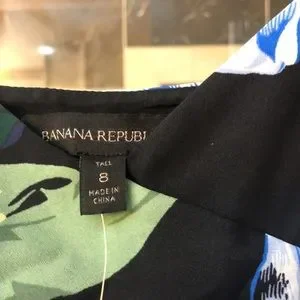 BANANA REPUBL
TALL
8
MADE IN
CHINA